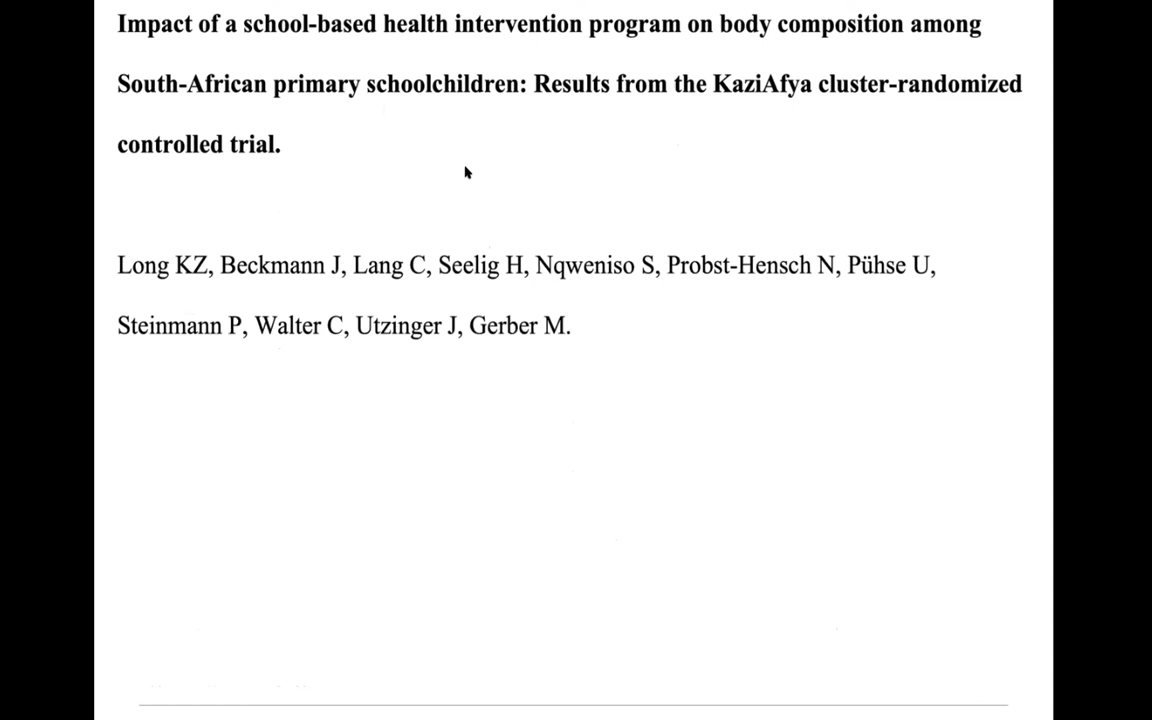 Impact of a school-based health intervention program on body composition among
South-African primary schoolchildren: Results from the KaziAfya cluster-randomized
controlled trial.
Long KZ, Beckmann J, Lang C, Seelig H, Nqweniso S, Probst-Hensch N, Pühse U,
Steinmann P, Walter C, Utzinger J, Gerber M.